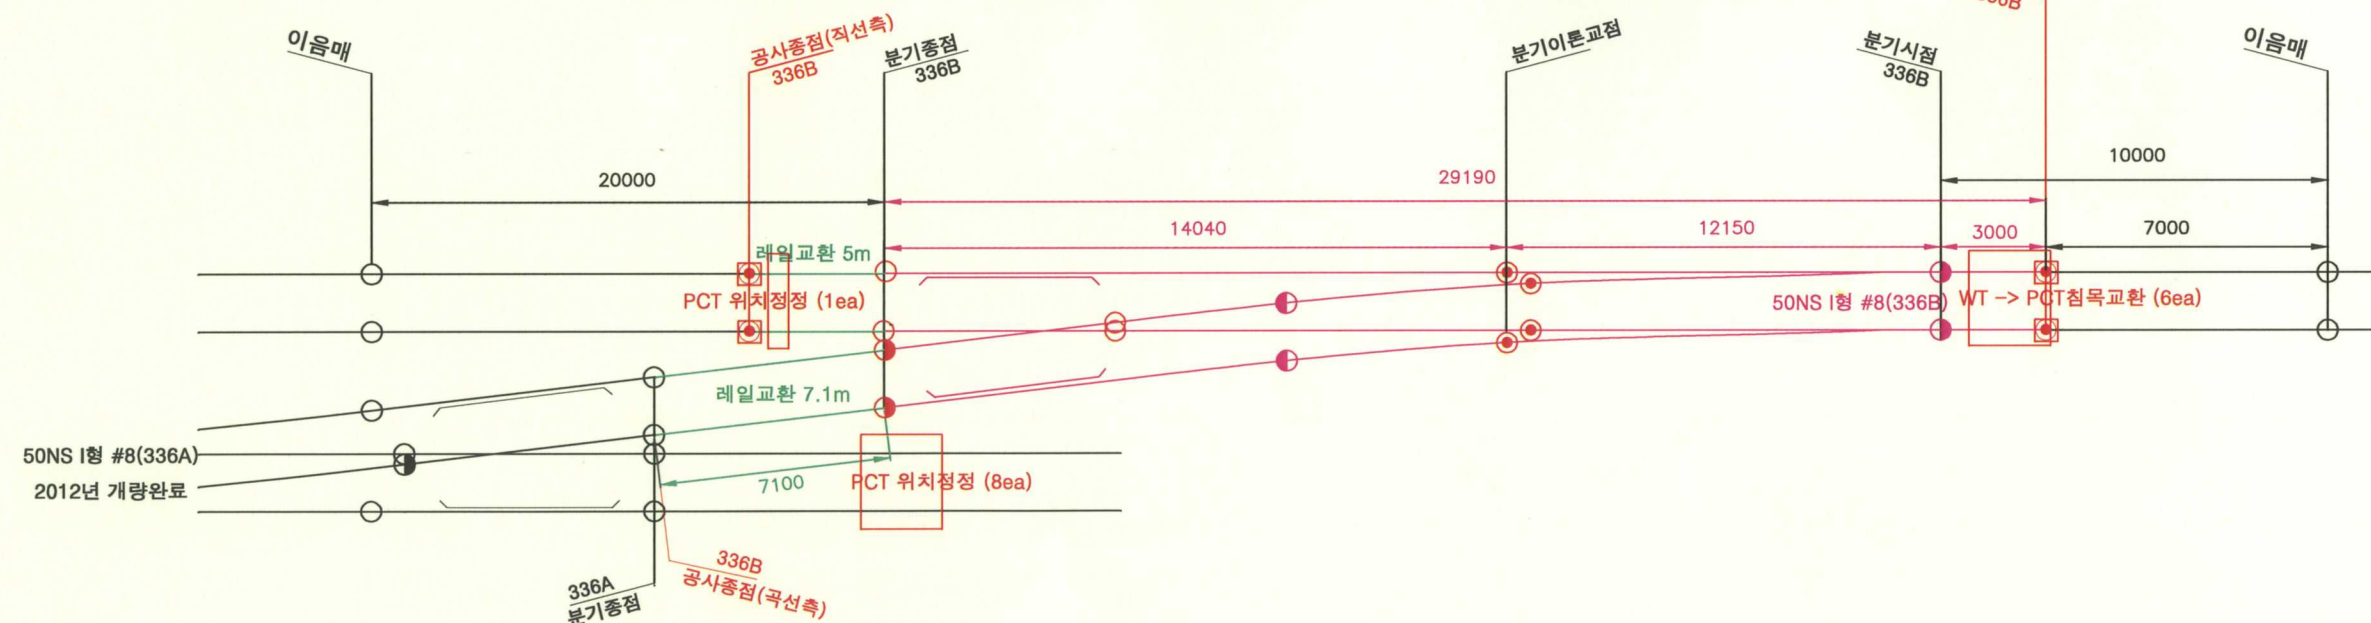 336B
이음매
공사종점(직선측)
336B
분기종점
336B
분기이론교점
분기시점
336B
이음매
20000
29190
10000
14040
12150
3000
7000
레일교환 5m
PCT 위치정정 (1ea)
50NS I형 #8(336B)
WT -> PCT침목교환 (6ea)
레일교환 7.1m
50NS I형 #8(336A)
2012년 개량완료
7100
PCT 위치정정 (8ea)
336B
공사종점(곡선측)
336A
분기종점